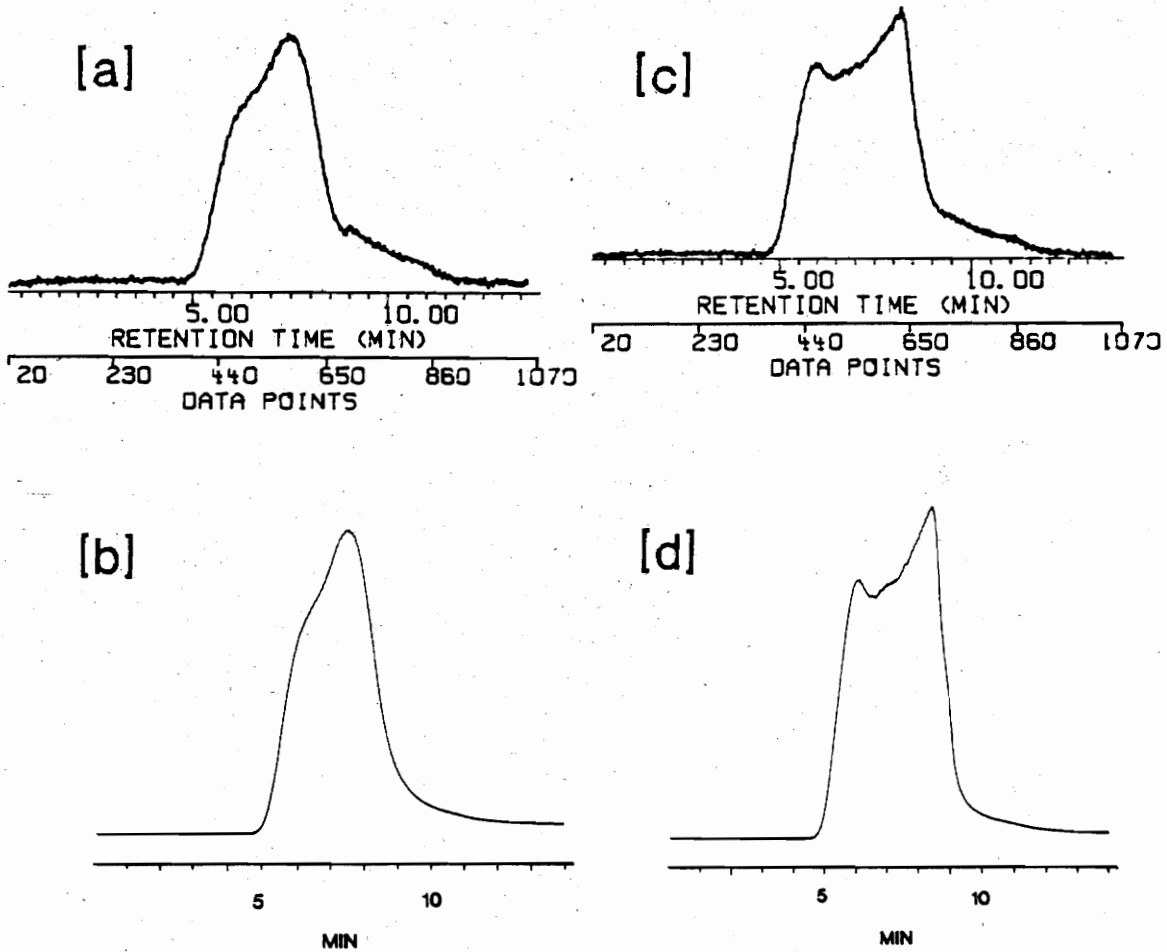 [a]
5.00 10.00
RETENTION TIME (MIN)
20 230 440 650 860 1070
DATA POINTS
[c]
5.00 10.00
RETENTION TIME (MIN)
20 230 440 650 860 1070
DATA POINTS
[b]
5 10
MIN
[d]
5 10
MIN